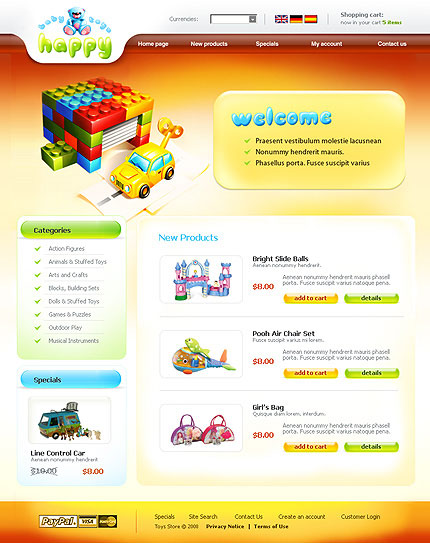 baby toys
happy
Currencies:
Shopping cart:
now in your cart 5 items
Home page
New products
Specials
My account
Contact us
welcome
Praesent vestibulum molestie lacusnean
Nonummy hendrerit mauris.
Phasellus porta. Fusce suscipit varius
Categories
Action Figures
Animals & Stuffed Toys
Arts and Crafts
Blocks, Building Sets
Dolls & Stuffed Toys
Games & Puzzles
Outdoor Play
Musical Instruments
Specials
Line Control Car
Aenean nonummy hendrerit
$19.00 $8.00
New Products
Bright Slide Balls
Aenean nonummy hendrerit.
$8.00
Aenean nonummy hendrerit mauris phasell
porta. Fusce suscipit varius natoque pena.
add to cart
details
Pooh Air Chair Set
Fusce suscipit varius mi lorem.
$8.00
Aenean nonummy hendrerit mauris phasell
porta. Fusce suscipit varius natoque pena.
add to cart
details
Girl's Bag
Quisque diam lorem, interdum.
$8.00
Aenean nonummy hendrerit mauris phasell
porta. Fusce suscipit varius natoque pena.
add to cart
details
PayPal VISA
Specials
Site Search
Contact Us
Create an account
Customer Login
Toys Store @ 2008 Privacy Notice | Terms of Use